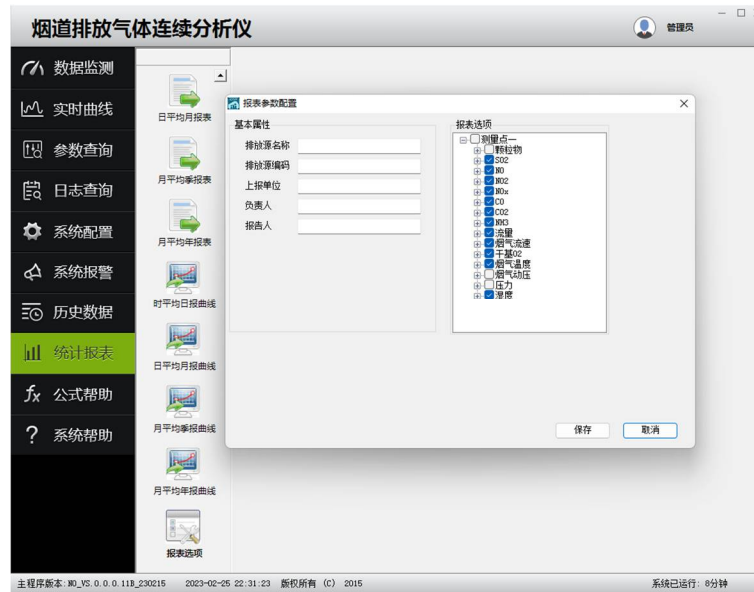 烟道排放气体连续分析仪
管理员
数据监测
实时曲线
参数查询
日志查询
系统配置
系统报警
历史数据
统计报表
公式帮助
系统帮助
日平均月报表
月平均季报表
月平均年报表
时平均日报曲线
日平均月报曲线
月平均季报曲线
月平均年报曲线
报表选项
报表参数配置
基本属性
排放源名称
排放源编码
上报单位
负责人
报告人
报表选项
测量点一
颗粒物
SO2
NO
NO2
NOx
CO
CO2
NH3
流量
烟气流速
干基O2
烟气温度
烟气动压
压力
湿度
保存
取消
主程序版本:NO_VS.0.0.0.11B_230215 2023-02-25 22:31:23 版权所有 (C) 2015
系统已运行: 8分钟